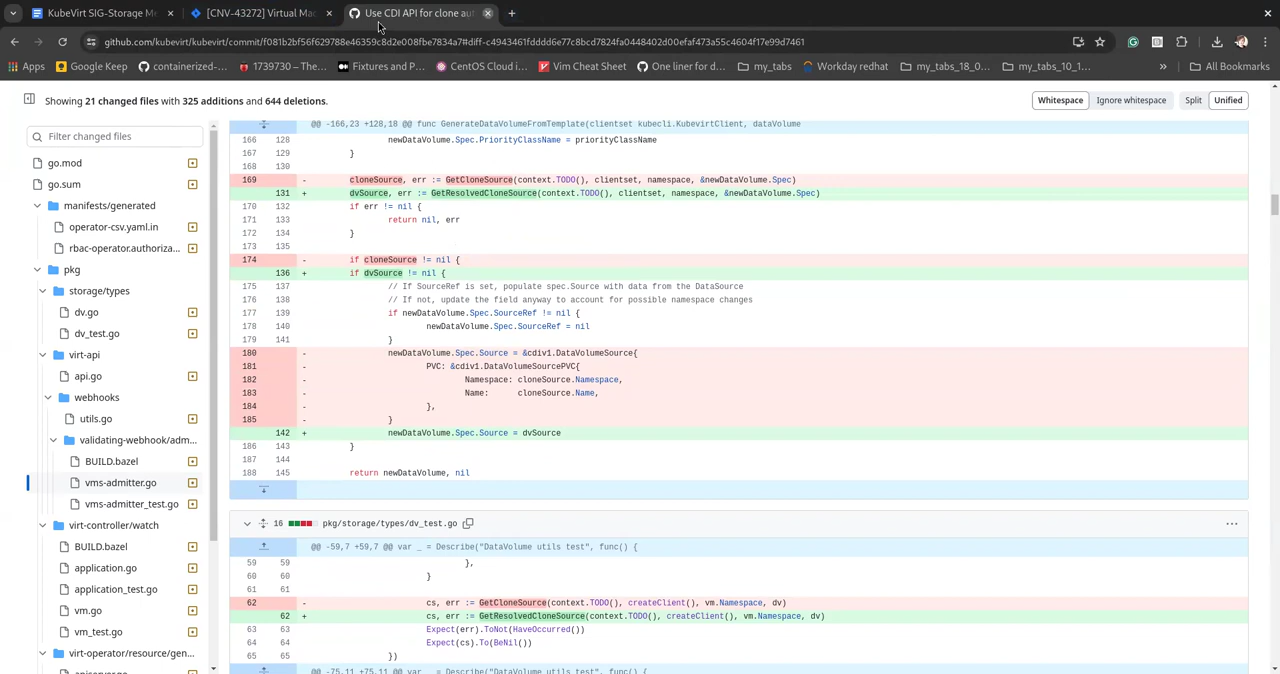 KubeVirt SIG-Storage Me
[CNV-43272] Virtual Mac
Use CDI API for clone aut
github.com/kubevirt/kubevirt/commit/f081b2bf56f629788e46359c8d2e008fbe7834a7#diff-c4943461fdddd6e77c8bcd7824fa0448402d00efaf473a55c4604f17e99d7461
Apps
Google Keep
containerized-...
1739730 – The...
Fixtures and P...
CentOS Cloud i...
Vim Cheat Sheet
One liner for d...
my_tabs
Workday redhat
my_tabs_18_0...
my_tabs_10_1...
»
All Bookmarks
Showing 21 changed files with 325 additions and 644 deletions.
Whitespace
Ignore whitespace
Split
Unified
Filter changed files
go.mod
go.sum
manifests/generated
operator-csv.yaml.in
rbac-operator.authoriza...
pkg
storage/types
dv.go
dv_test.go
virt-api
api.go
webhooks
utils.go
validating-webhook/adm...
BUILD.bazel
vms-admitter.go
vms-admitter_test.go
virt-controller/watch
BUILD.bazel
application.go
application_test.go
vm.go
vm_test.go
virt-operator/resource/gen...
apiserver.go
@@ -166,23 +128,18 @@ func GenerateDataVolumeFromTemplate(clientset kubecli.KubevirtClient, dataVolume
166 128 newDataVolume.Spec.PriorityClassName = priorityClassName
167 129 }
168 130
169 - cloneSource, err := GetCloneSource(context.TODO(), clientset, namespace, &newDataVolume.Spec)
131 + dvSource, err := GetResolvedCloneSource(context.TODO(), clientset, namespace, &newDataVolume.Spec)
170 132 if err != nil {
171 133 return nil, err
172 134 }
173 135
174 - if cloneSource != nil {
136 + if dvSource != nil {
175 137 // If SourceRef is set, populate spec.Source with data from the DataSource
176 138 // If not, update the field anyway to account for possible namespace changes
177 139 if newDataVolume.Spec.SourceRef != nil {
178 140 newDataVolume.Spec.SourceRef = nil
179 141 }
180 - newDataVolume.Spec.Source = &cdiv1.DataVolumeSource{
181 - PVC: &cdiv1.DataVolumeSourcePVC{
182 - Namespace: cloneSource.Namespace,
183 - Name: cloneSource.Name,
184 - },
185 - }
142 + newDataVolume.Spec.Source = dvSource
186 143 }
187 144
188 145 return newDataVolume, nil
16 pkg/storage/types/dv_test.go
@@ -59,7 +59,7 @@ var _ = Describe("DataVolume utils test", func() {
59 59 },
60 60 }
61 61
62 - cs, err := GetCloneSource(context.TODO(), createClient(), vm.Namespace, dv)
62 + cs, err := GetResolvedCloneSource(context.TODO(), createClient(), vm.Namespace, dv)
63 63 Expect(err).ToNot(HaveOccurred())
64 64 Expect(cs).To(BeNil())
65 65 })
@@ -75,11 +75,11 @@ var _ = Describe("DataVolume utils test", func() {